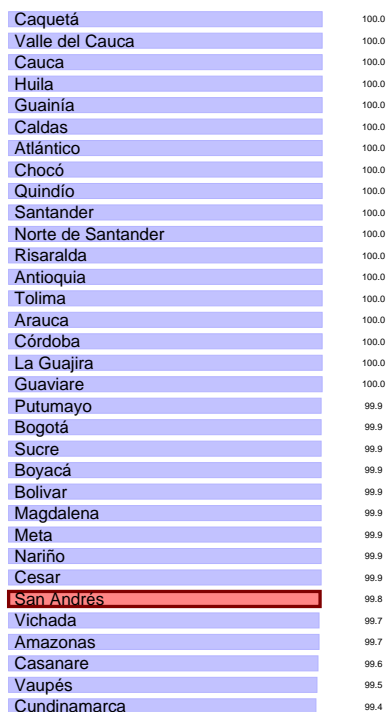 Caquetá 100.0
Valle del Cauca 100.0
Cauca 100.0
Huila 100.0
Guainía 100.0
Caldas 100.0
Atlántico 100.0
Chocó 100.0
Quindío 100.0
Santander 100.0
Norte de Santander 100.0
Risaralda 100.0
Antioquia 100.0
Tolima 100.0
Arauca 100.0
Córdoba 100.0
La Guajira 100.0
Guaviare 100.0
Putumayo 99.9
Bogotá 99.9
Sucre 99.9
Boyacá 99.9
Bolivar 99.9
Magdalena 99.9
Meta 99.9
Nariño 99.9
Cesar 99.9
San Andrés 99.8
Vichada 99.7
Amazonas 99.7
Casanare 99.6
Vaupés 99.5
Cundinamarca 99.4